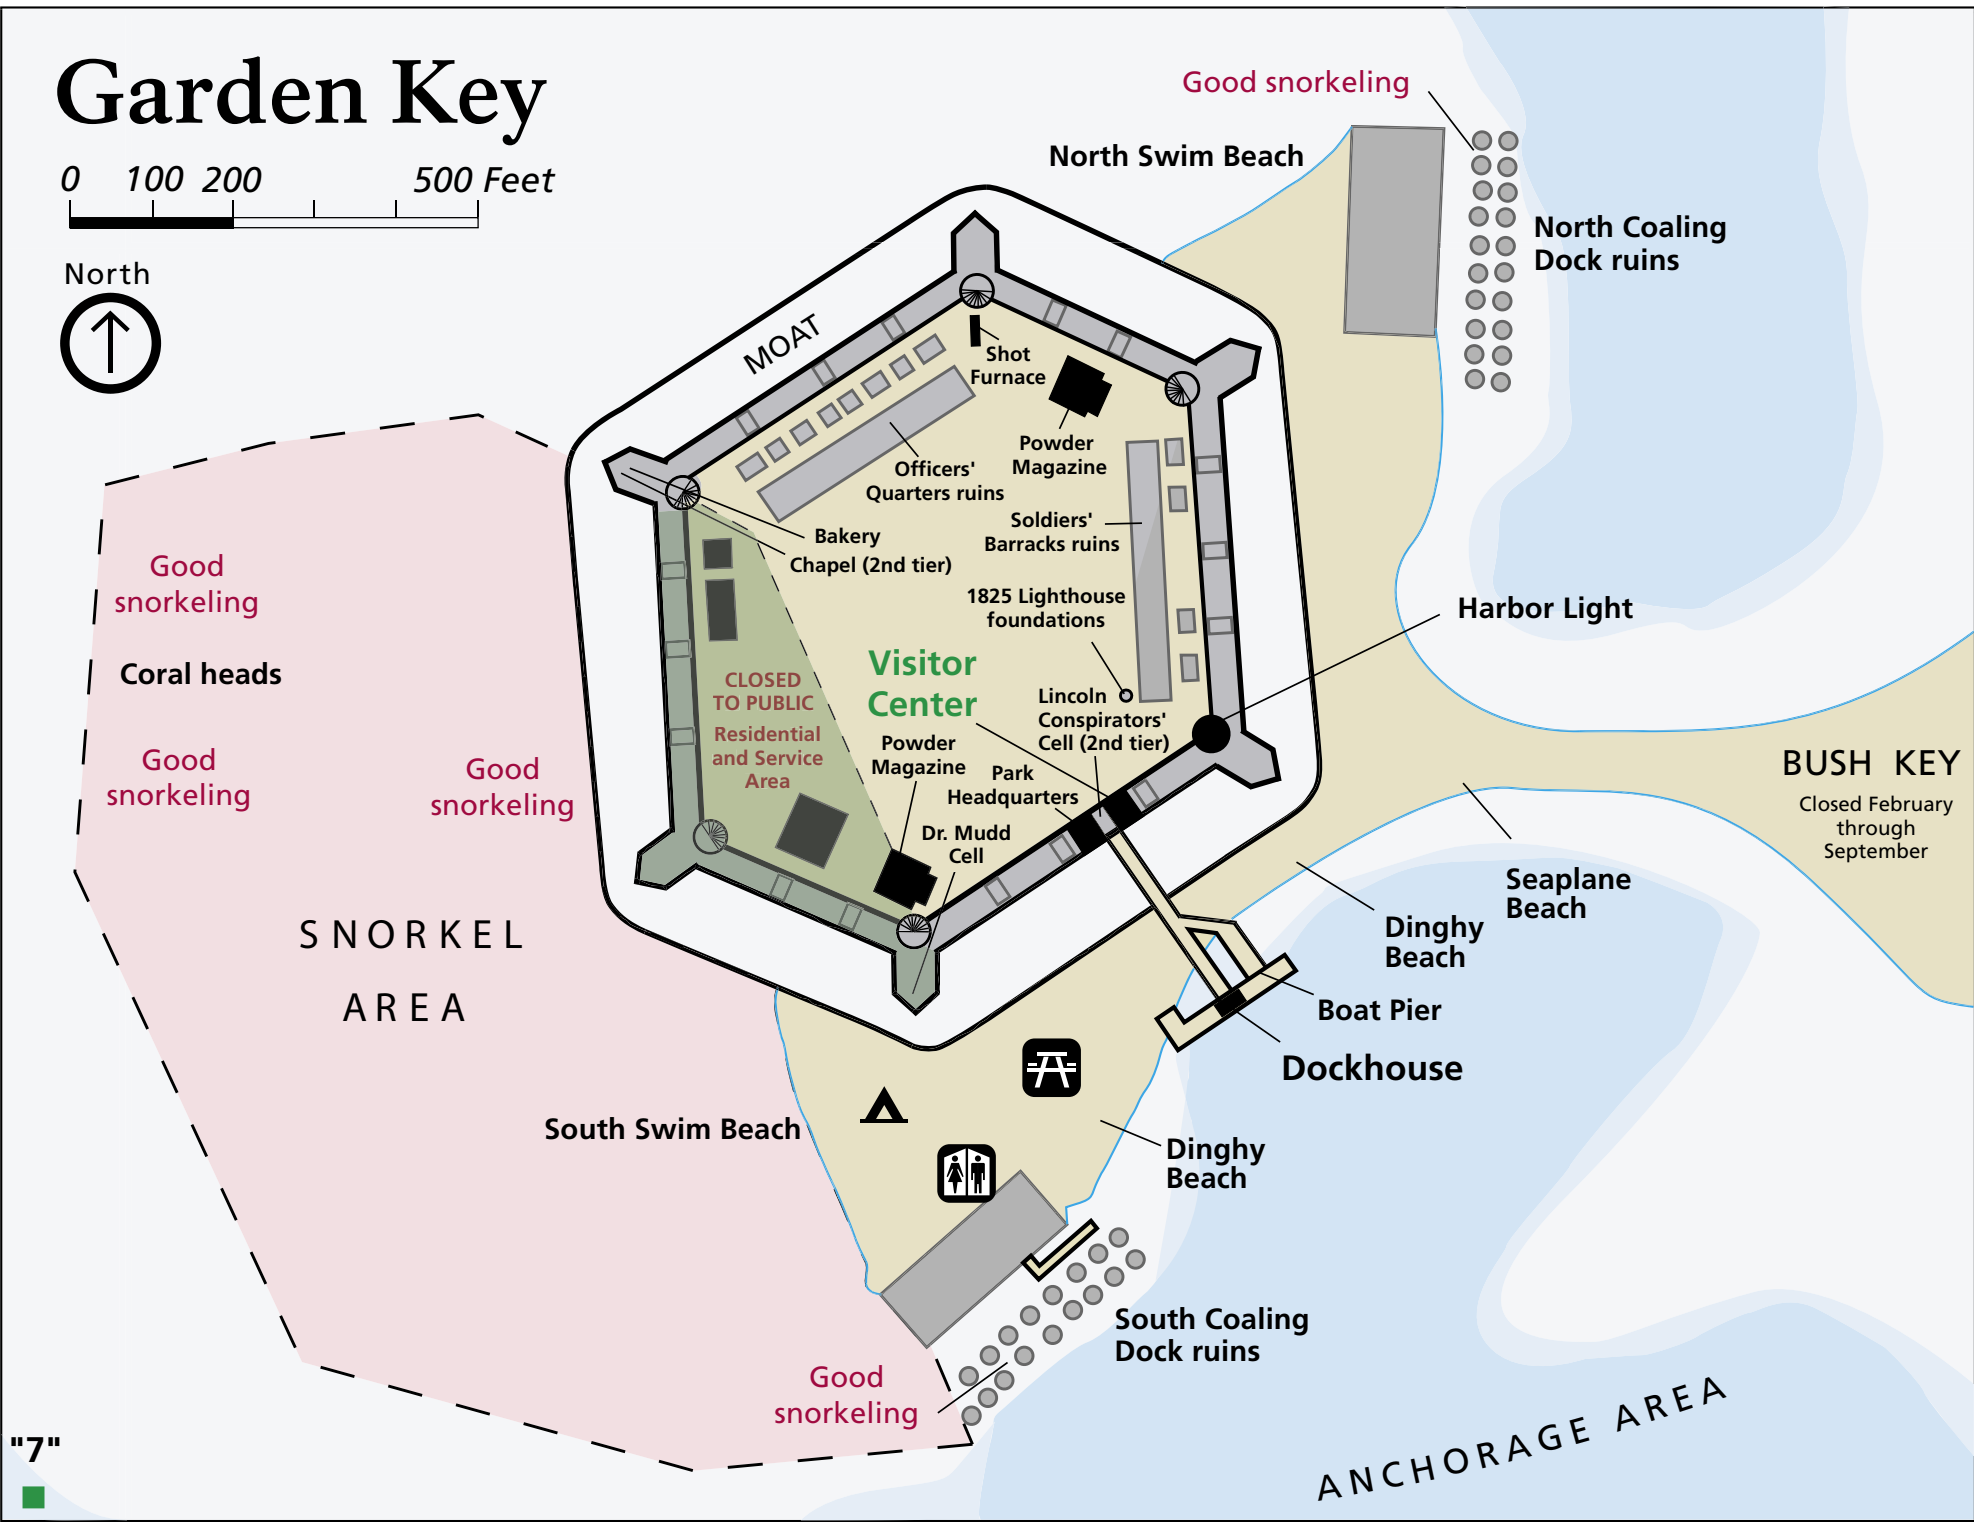 Garden Key
0 100 200 500 Feet
North
Good snorkeling
North Swim Beach
North Coaling
Dock ruins
MOAT
Shot
Furnace
Powder
Magazine
Officers'
Quarters ruins
Soldiers'
Barracks ruins
Bakery
Chapel (2nd tier)
1825 Lighthouse
foundations
Harbor Light
Good
snorkeling
Coral heads
Good
snorkeling
Good
snorkeling
CLOSED
TO PUBLIC
Residential
and Service
Area
Visitor
Center
Lincoln
Conspirators'
Cell (2nd tier)
Powder
Magazine
Park
Headquarters
Dr. Mudd
Cell
BUSH KEY
Closed February
through
September
Seaplane
Beach
Dinghy
Beach
Boat Pier
Dockhouse
SNORKEL
AREA
South Swim Beach
Dinghy
Beach
South Coaling
Dock ruins
Good
snorkeling
ANCHORAGE AREA
"7"